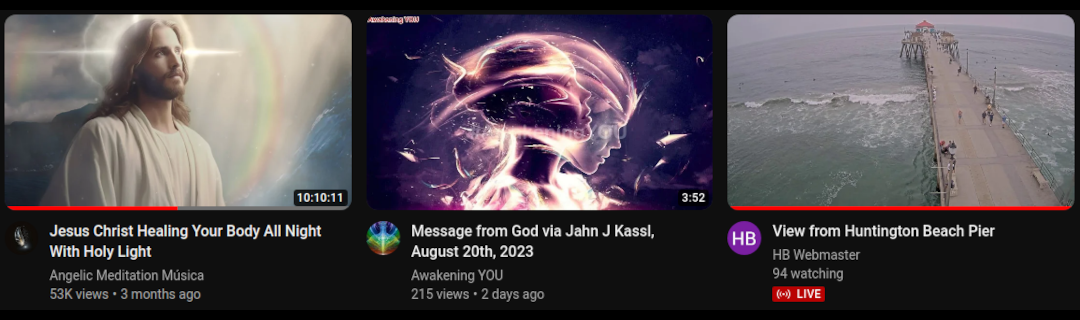 Awakening YOU
10:10:11
3:52
Jesus Christ Healing Your Body All Night
With Holy Light
Angelic Meditation Música
53K views • 3 months ago
Message from God via Jahn J Kassl,
August 20th, 2023
Awakening YOU
215 views • 2 days ago
HB
View from Huntington Beach Pier
HB Webmaster
94 watching
LIVE